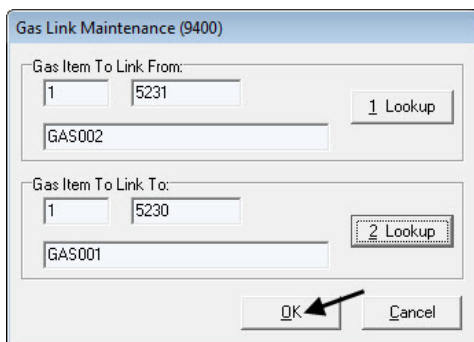 Gas Link Maintenance (9400)
Gas Item To Link From:
1 5231
1 Lookup
GAS002
Gas Item To Link To:
1 5230
2 Lookup
GAS001
OK Cancel